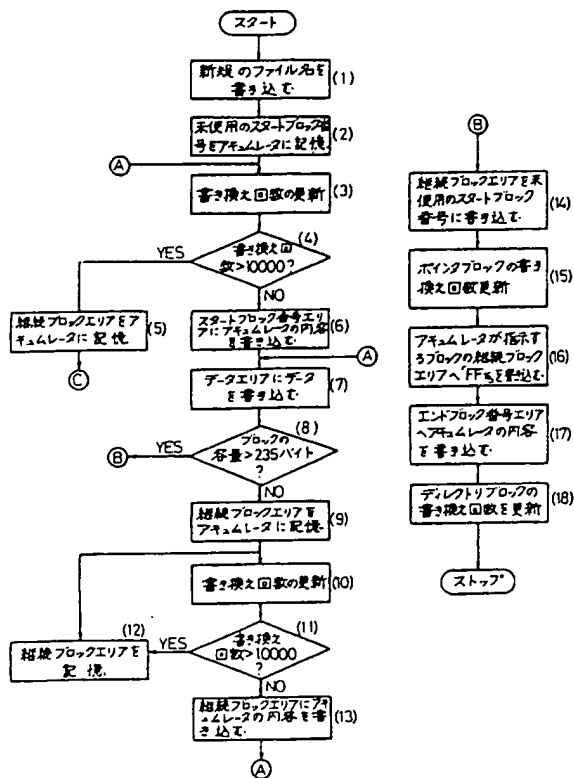 スタート
新規のファイル名を
書き込む
(1)
未使用のスタートブロック番
号をアキュムレータに記憶.
(2)
A
書き換え回数の更新
(3)
(4)
書き換え回
数>10000?
YES
NO
継続ブロックエリアをア
キュムレータに記憶
(5)
C
スタートブロック番号エリ
アにアキュムレータの内容
を書き込む
(6)
A
データエリアにデータ
を書き込む
(7)
(8)
ブロックの
容量>235バイト
?
YES
B
NO
継続ブロックエリアを
アキュムレータに記憶.
(9)
書き換え回数の更新
(10)
(11)
書き換え
回数>10000
?
YES
NO
(12)
継続ブロックエリアを
記憶.
継続ブロックエリアにアキ
ュムレータの内容を書き
込む.
(13)
A
B
継続ブロックエリアを未
使用のスタートブロック
番号に書き込む
(14)
ポインタブロックの書き
換え回数更新
(15)
アキュムレータが指示す
るブロックの継続ブロック
エリアへ"FF"を書き込む
(16)
エンドブロック番号エリア
へアキュムレータの内容
を書き込む
(17)
ディレクトリブロックの
書き換え回数を更新
(18)
ストップ